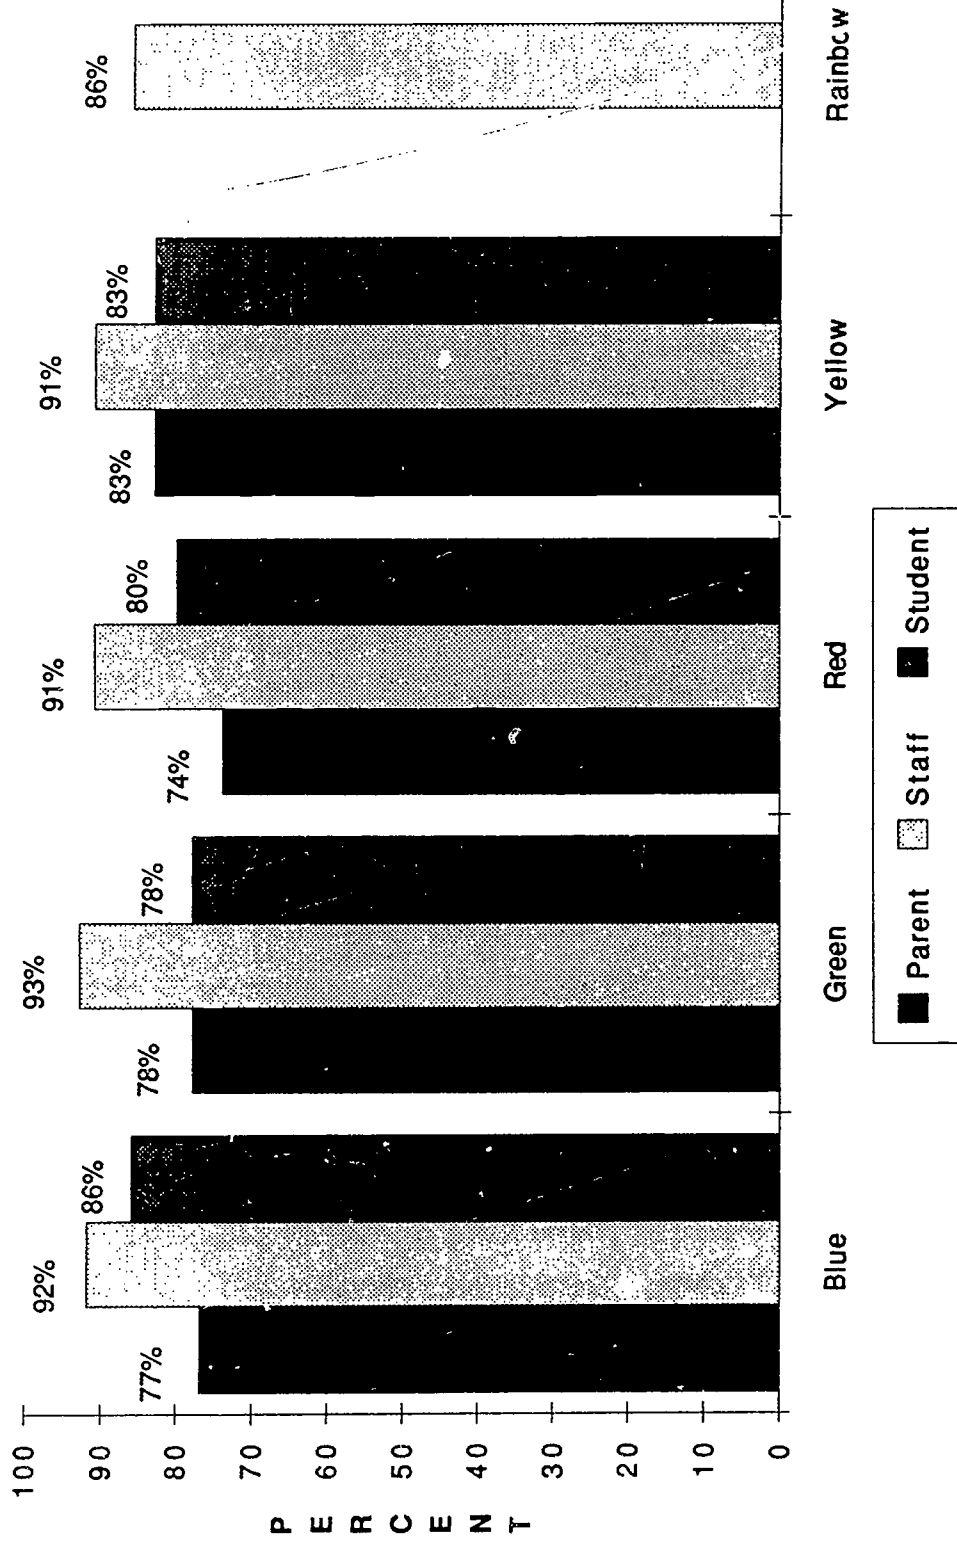 PERCENT
100
90
80
70
60
50
40
30
20
10
0
77%
92%
86%
78%
93%
78%
74%
91%
80%
83%
91%
83%
86%
Blue
Green
Red
Yellow
Rainbow
Parent
Staff
Student